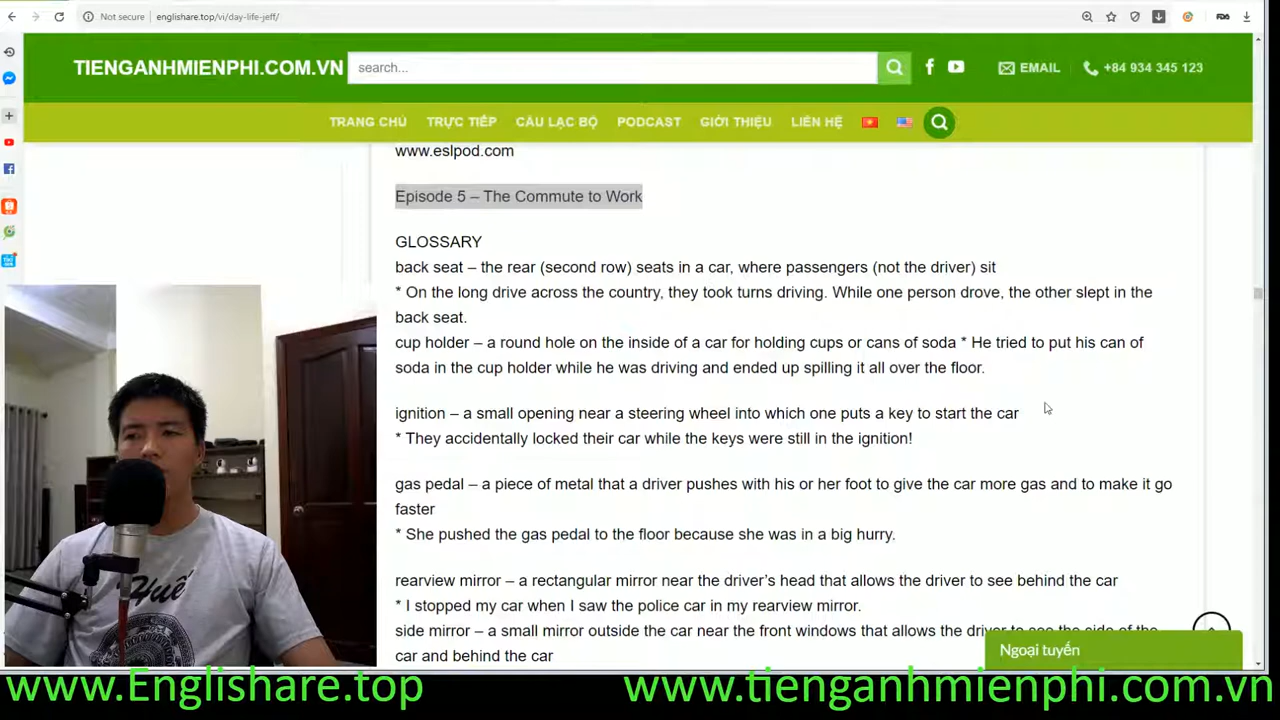 Not secure englishare.top/vi/day-life-jeff/
TIENGANHMIENPHI.COM.VN
search...
EMAIL
+84 934 345 123
TRANG CHỦ TRỰC TIẾP CÂU LẠC BỘ PODCAST GIỚI THIỆU LIÊN HỆ
www.eslpod.com
Episode 5 – The Commute to Work
GLOSSARY
back seat – the rear (second row) seats in a car, where passengers (not the driver) sit
* On the long drive across the country, they took turns driving. While one person drove, the other slept in the
back seat.
cup holder – a round hole on the inside of a car for holding cups or cans of soda * He tried to put his can of
soda in the cup holder while he was driving and ended up spilling it all over the floor.
ignition – a small opening near a steering wheel into which one puts a key to start the car
* They accidentally locked their car while the keys were still in the ignition!
gas pedal – a piece of metal that a driver pushes with his or her foot to give the car more gas and to make it go
faster
* She pushed the gas pedal to the floor because she was in a big hurry.
rearview mirror – a rectangular mirror near the driver's head that allows the driver to see behind the car
* I stopped my car when I saw the police car in my rearview mirror.
side mirror – a small mirror outside the car near the front windows that allows the driver to see the side of the
car and behind the car
Ngoại tuyến
Huế
www.Englishare.top
www.tienganhmienphi.com.vn